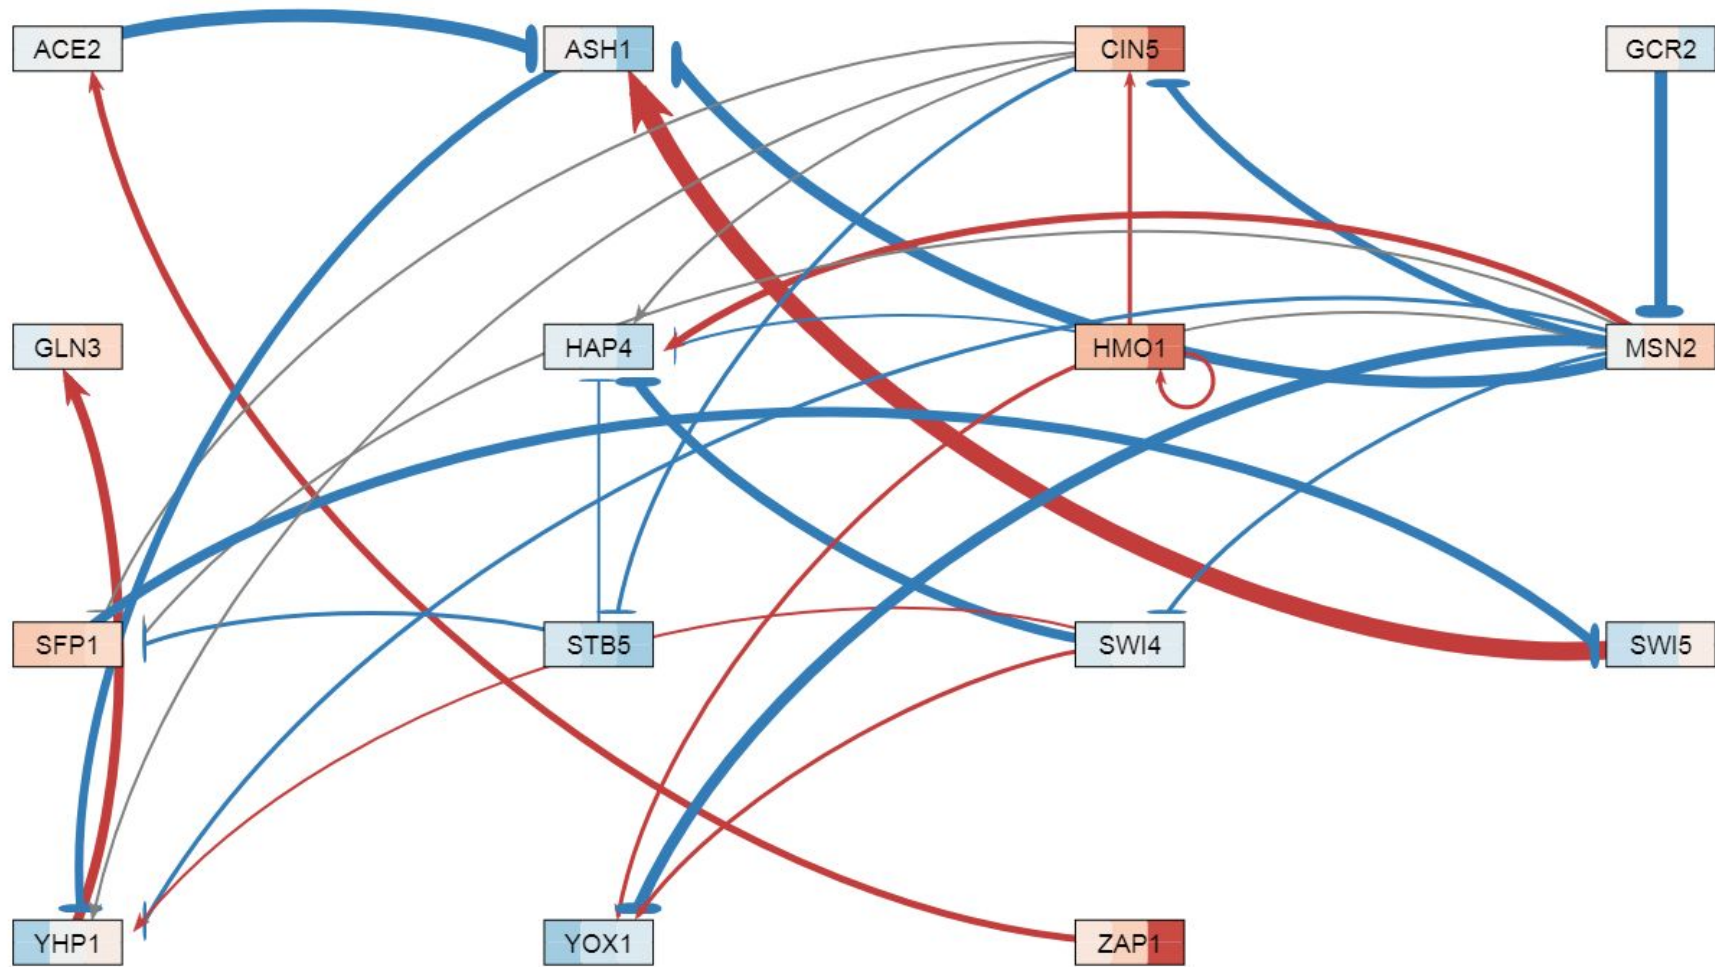 ACE2
ASH1
CIN5
GCR2
GLN3
HAP4
HMO1
MSN2
SFP1
STB5
SWI4
SWI5
YHP1
YOX1
ZAP1